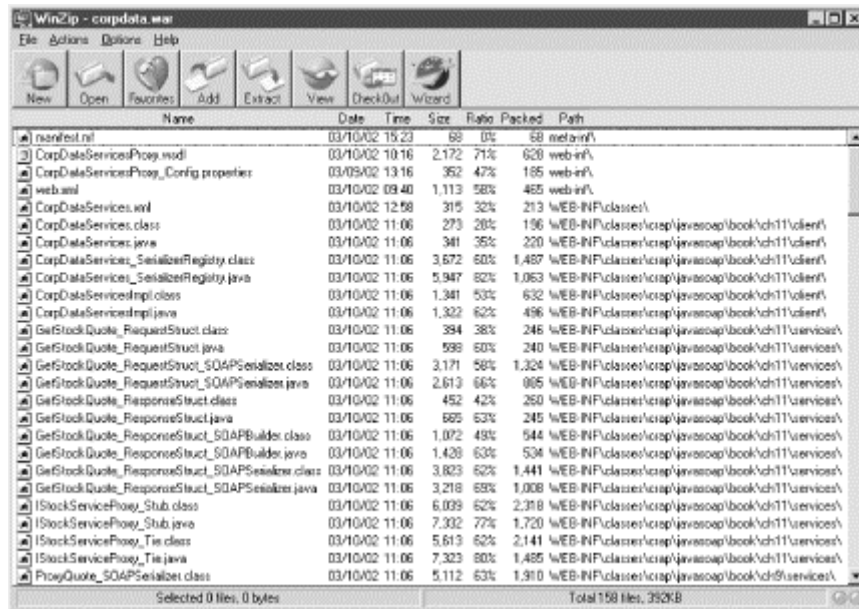 WinZip - corpdata.war
File Actions Options Help
New Open Favorites Add Extract View CheckOut Wizard
Name Date Time Size Ratio Packed Path
manifest.mf 03/10/02 15:23 68 0% 68 meta-inf\
CorpDataServicesProxy.wsdl 03/10/02 10:16 2,172 71% 628 web-inf\
CorpDataServicesProxy_Config.properties 03/09/02 13:16 352 47% 185 web-inf\
web.xml 03/10/02 09:40 1,113 58% 465 web-inf\
CorpDataServices.xml 03/10/02 12:58 315 32% 213 WEB-INF\classes\
CorpDataServices.class 03/10/02 11:06 273 28% 196 WEB-INF\classes\crap\javasoap\book\ch11\client\
CorpDataServices.java 03/10/02 11:06 341 35% 220 WEB-INF\classes\crap\javasoap\book\ch11\client\
CorpDataServices_SerializerRegistry.class 03/10/02 11:06 3,672 60% 1,487 WEB-INF\classes\crap\javasoap\book\ch11\client\
CorpDataServices_SerializerRegistry.java 03/10/02 11:06 5,947 82% 1,063 WEB-INF\classes\crap\javasoap\book\ch11\client\
CorpDataServicesImpl.class 03/10/02 11:06 1,341 53% 632 WEB-INF\classes\crap\javasoap\book\ch11\client\
CorpDataServicesImpl.java 03/10/02 11:06 1,322 62% 496 WEB-INF\classes\crap\javasoap\book\ch11\client\
GetStockQuote_RequestStruct.class 03/10/02 11:06 394 38% 246 WEB-INF\classes\crap\javasoap\book\ch11\services\
GetStockQuote_RequestStruct.java 03/10/02 11:06 598 60% 240 WEB-INF\classes\crap\javasoap\book\ch11\services\
GetStockQuote_RequestStruct_SOAPSerializer.class 03/10/02 11:06 3,171 58% 1,324 WEB-INF\classes\crap\javasoap\book\ch11\services\
GetStockQuote_RequestStruct_SOAPSerializer.java 03/10/02 11:06 2,613 66% 885 WEB-INF\classes\crap\javasoap\book\ch11\services\
GetStockQuote_ResponseStruct.class 03/10/02 11:06 452 42% 260 WEB-INF\classes\crap\javasoap\book\ch11\services\
GetStockQuote_ResponseStruct.java 03/10/02 11:06 665 63% 245 WEB-INF\classes\crap\javasoap\book\ch11\services\
GetStockQuote_ResponseStruct_SOAPBuilder.class 03/10/02 11:06 1,072 49% 544 WEB-INF\classes\crap\javasoap\book\ch11\services\
GetStockQuote_ResponseStruct_SOAPBuilder.java 03/10/02 11:06 1,428 63% 534 WEB-INF\classes\crap\javasoap\book\ch11\services\
GetStockQuote_ResponseStruct_SOAPSerializer.class 03/10/02 11:06 3,823 62% 1,441 WEB-INF\classes\crap\javasoap\book\ch11\services\
GetStockQuote_ResponseStruct_SOAPSerializer.java 03/10/02 11:06 3,218 69% 1,008 WEB-INF\classes\crap\javasoap\book\ch11\services\
IStockServiceProxy_Stub.class 03/10/02 11:06 6,039 62% 2,318 WEB-INF\classes\crap\javasoap\book\ch11\services\
IStockServiceProxy_Stub.java 03/10/02 11:06 7,332 77% 1,720 WEB-INF\classes\crap\javasoap\book\ch11\services\
IStockServiceProxy_Tie.class 03/10/02 11:06 5,613 62% 2,141 WEB-INF\classes\crap\javasoap\book\ch11\services\
IStockServiceProxy_Tie.java 03/10/02 11:06 7,323 80% 1,485 WEB-INF\classes\crap\javasoap\book\ch11\services\
ProxyQuote_SOAPSerializer.class 03/10/02 11:06 5,112 63% 1,910 WEB-INF\classes\crap\javasoap\book\ch9\services\
Selected 0 files, 0 bytes Total 158 files, 392KB